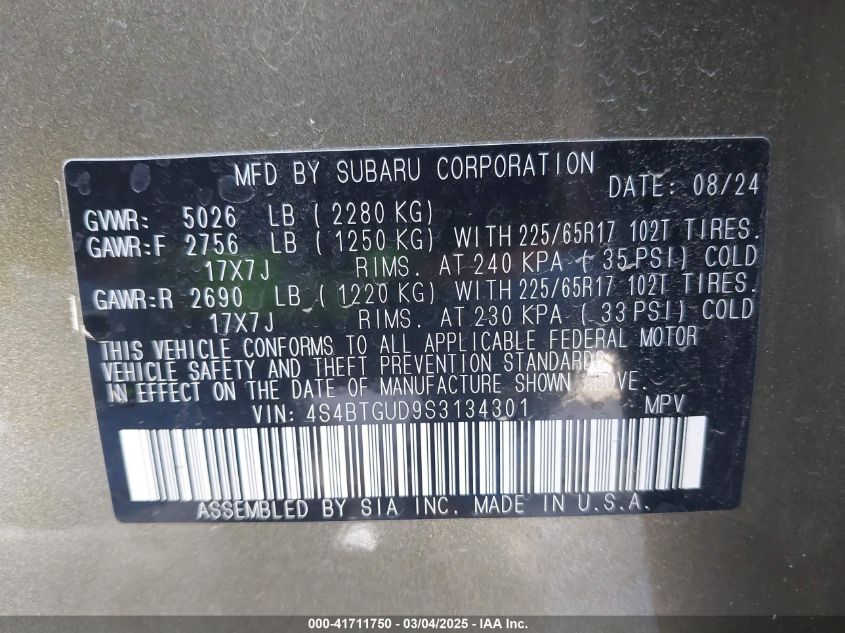 MFD BY SUBARU CORPORATION
DATE: 08/24
GVWR: 5026 LB ( 2280 KG)
GAWR:F 2756 LB ( 1250 KG) WITH 225/65R17 102T TIRES.
17X7J RIMS. AT 240 KPA ( 35 PSI) COLD
GAWR:R 2690 LB ( 1220 KG) WITH 225/65R17 102T TIRES.
17X7J RIMS. AT 230 KPA ( 33 PSI) COLD
THIS VEHICLE CONFORMS TO ALL APPLICABLE FEDERAL MOTOR
VEHICLE SAFETY AND THEFT PREVENTION STANDARDS
IN EFFECT ON THE DATE OF MANUFACTURE SHOWN ABOVE.
VIN: 4S4BTGUD9S3134301 MPV
ASSEMBLED BY SIA INC. MADE IN U.S.A.
000-41711750 - 03/04/2025 - IAA Inc.